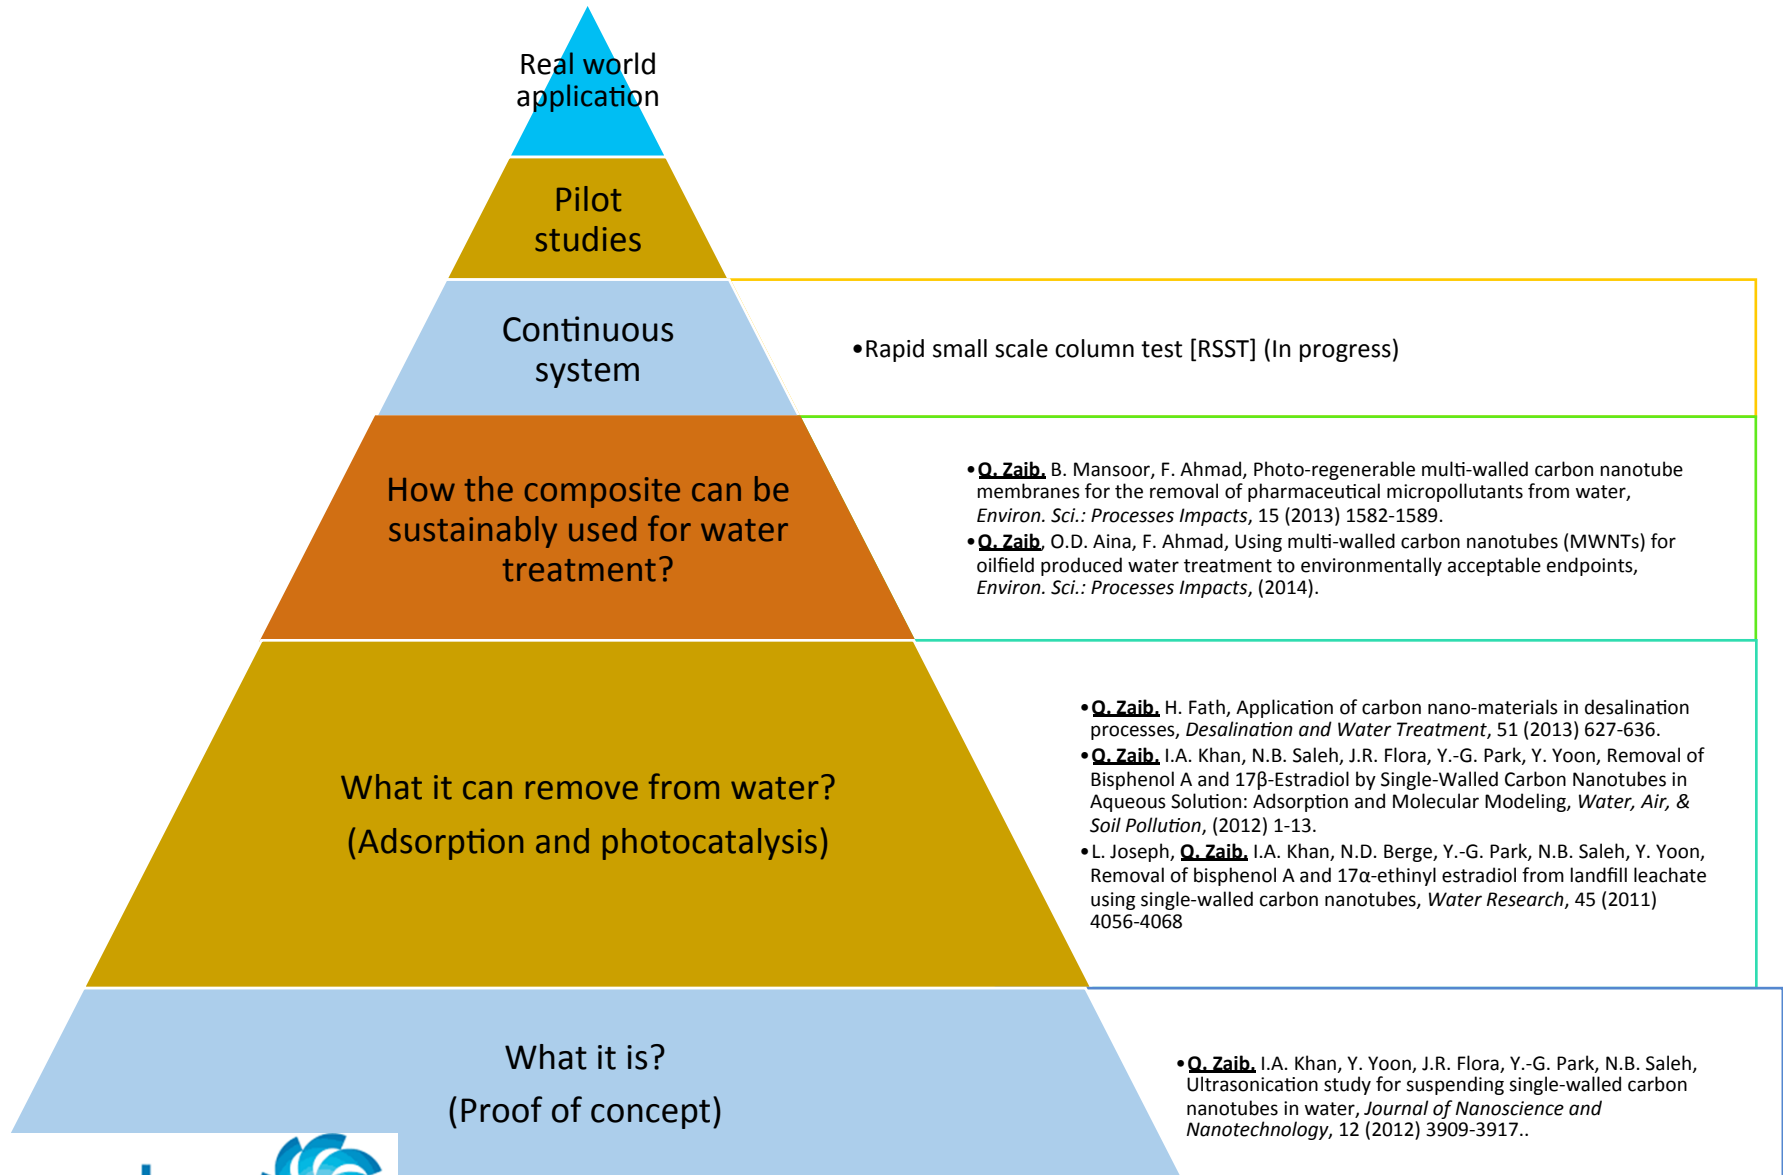 Real world
application
Pilot
studies
Continuous
system
•Rapid small scale column test [RSST] (In progress)
How the composite can be
sustainably used for water
treatment?
•Q. Zaib, B. Mansoor, F. Ahmad, Photo-regenerable multi-walled carbon nanotube
membranes for the removal of pharmaceutical micropollutants from water,
Environ. Sci.: Processes Impacts, 15 (2013) 1582-1589.
•Q. Zaib, O.D. Aina, F. Ahmad, Using multi-walled carbon nanotubes (MWNTs) for
oilfield produced water treatment to environmentally acceptable endpoints,
Environ. Sci.: Processes Impacts, (2014).
What it can remove from water?
(Adsorption and photocatalysis)
•Q. Zaib, H. Fath, Application of carbon nano-materials in desalination
processes, Desalination and Water Treatment, 51 (2013) 627-636.
•Q. Zaib, I.A. Khan, N.B. Saleh, J.R. Flora, Y.-G. Park, Y. Yoon, Removal of
Bisphenol A and 17β-Estradiol by Single-Walled Carbon Nanotubes in
Aqueous Solution: Adsorption and Molecular Modeling, Water, Air, &
Soil Pollution, (2012) 1-13.
•L. Joseph, Q. Zaib, I.A. Khan, N.D. Berge, Y.-G. Park, N.B. Saleh, Y. Yoon,
Removal of bisphenol A and 17α-ethinyl estradiol from landfill leachate
using single-walled carbon nanotubes, Water Research, 45 (2011)
4056-4068
What it is?
(Proof of concept)
•Q. Zaib, I.A. Khan, Y. Yoon, J.R. Flora, Y.-G. Park, N.B. Saleh,
Ultrasonication study for suspending single-walled carbon
nanotubes in water, Journal of Nanoscience and
Nanotechnology, 12 (2012) 3909-3917..